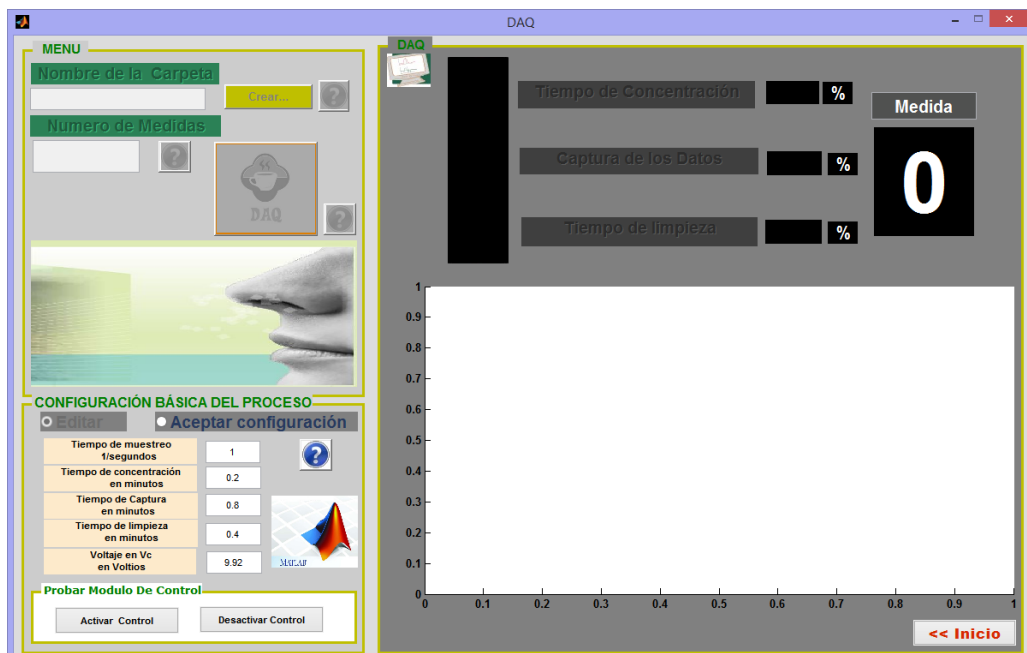 DAQ
MENU
Nombre de la Carpeta
Crear...
?
Numero de Medidas
?
DAQ
?
CONFIGURACIÓN BÁSICA DEL PROCESO
Editar
Aceptar configuración
Tiempo de muestreo
1/segundos
1
?
Tiempo de concentración
en minutos
0.2
Tiempo de Captura
en minutos
0.8
Tiempo de limpieza
en minutos
0.4
Voltaje en Vc
en Voltios
9.92
MATLAB
Probar Modulo De Control
Activar Control
Desactivar Control
DAQ
Tiempo de Concentración
%
Captura de los Datos
%
Tiempo de limpieza
%
Medida
0
1
0.9
0.8
0.7
0.6
0.5
0.4
0.3
0.2
0.1
0
0 0.1 0.2 0.3 0.4 0.5 0.6 0.7 0.8 0.9 1
<< Inicio